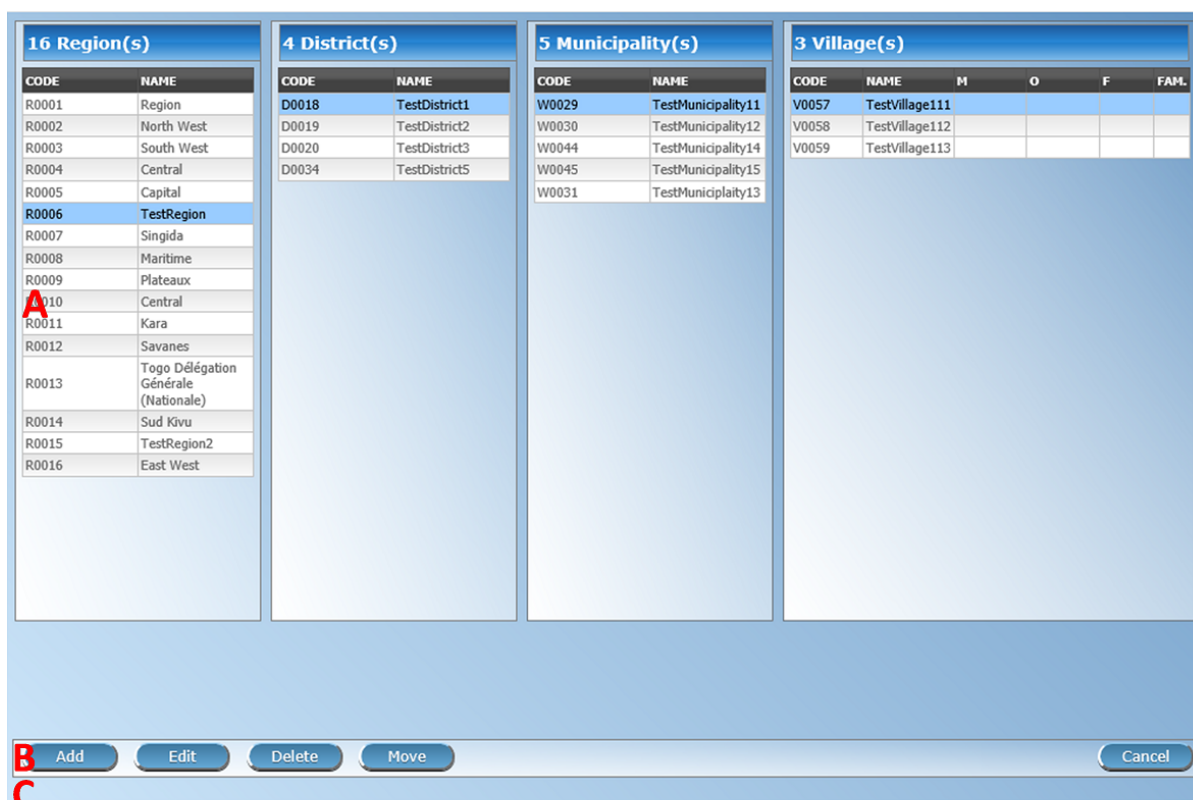 16 Region(s) 4 District(s) 5 Municipality(s) 3 Village(s)
CODE NAME CODE NAME CODE NAME CODE NAME M O F FAM.
R0001 Region D0018 TestDistrict1 W0029 TestMunicipality11 V0057 TestVillage111
R0002 North West D0019 TestDistrict2 W0030 TestMunicipality12 V0058 TestVillage112
R0003 South West D0020 TestDistrict3 W0044 TestMunicipality14 V0059 TestVillage113
R0004 Central D0034 TestDistrict5 W0045 TestMunicipality15
R0005 Capital W0031 TestMuniciplaity13
R0006 TestRegion
R0007 Singida
R0008 Maritime
R0009 Plateaux
R0010 Central
A
R0011 Kara
R0012 Savanes
Togo Délégation
R0013 Générale
(Nationale)
R0014 Sud Kivu
R0015 TestRegion2
R0016 East West
B Add Edit Delete Move Cancel
C